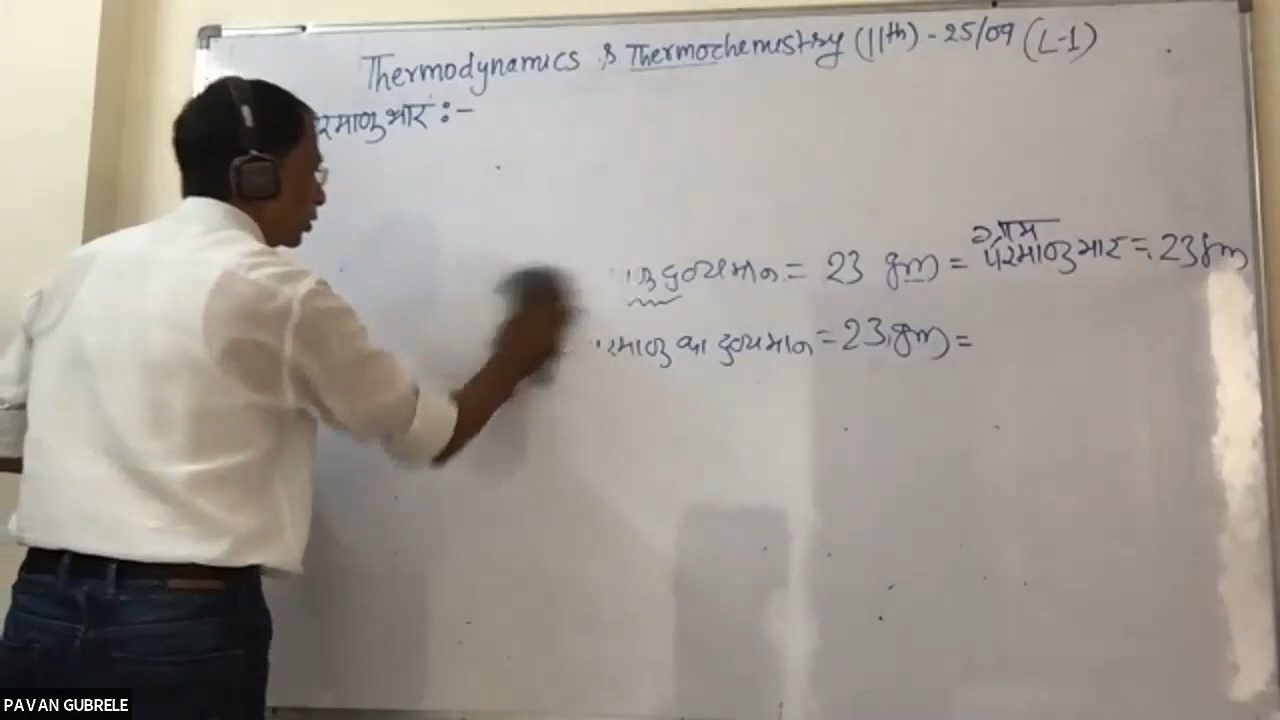 Thermodynamics & Thermochemistry (11th) - 25/09 (L-1)
परमाणुभार :-
द्रव्यमान = 23 gm = ग्राम परमाणुभार = 23 gm
का द्रव्यमान = 23 gm =
PAVAN GUBRELE